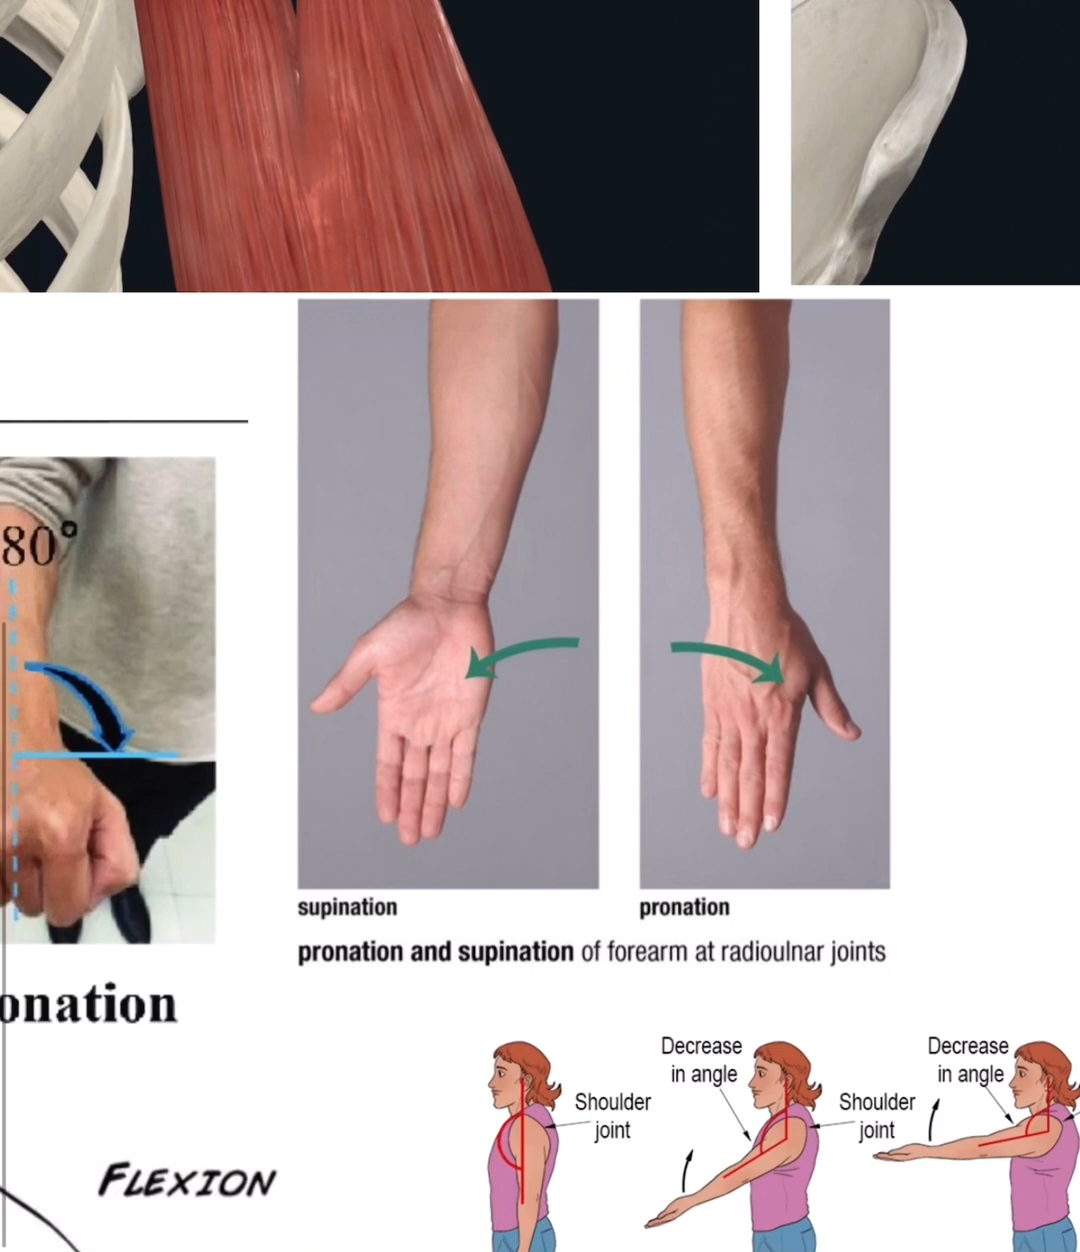 80°
supination
pronation
pronation and supination of forearm at radioulnar joints
onation
FLEXION
Shoulder
joint
Decrease
in angle
Shoulder
joint
Decrease
in angle